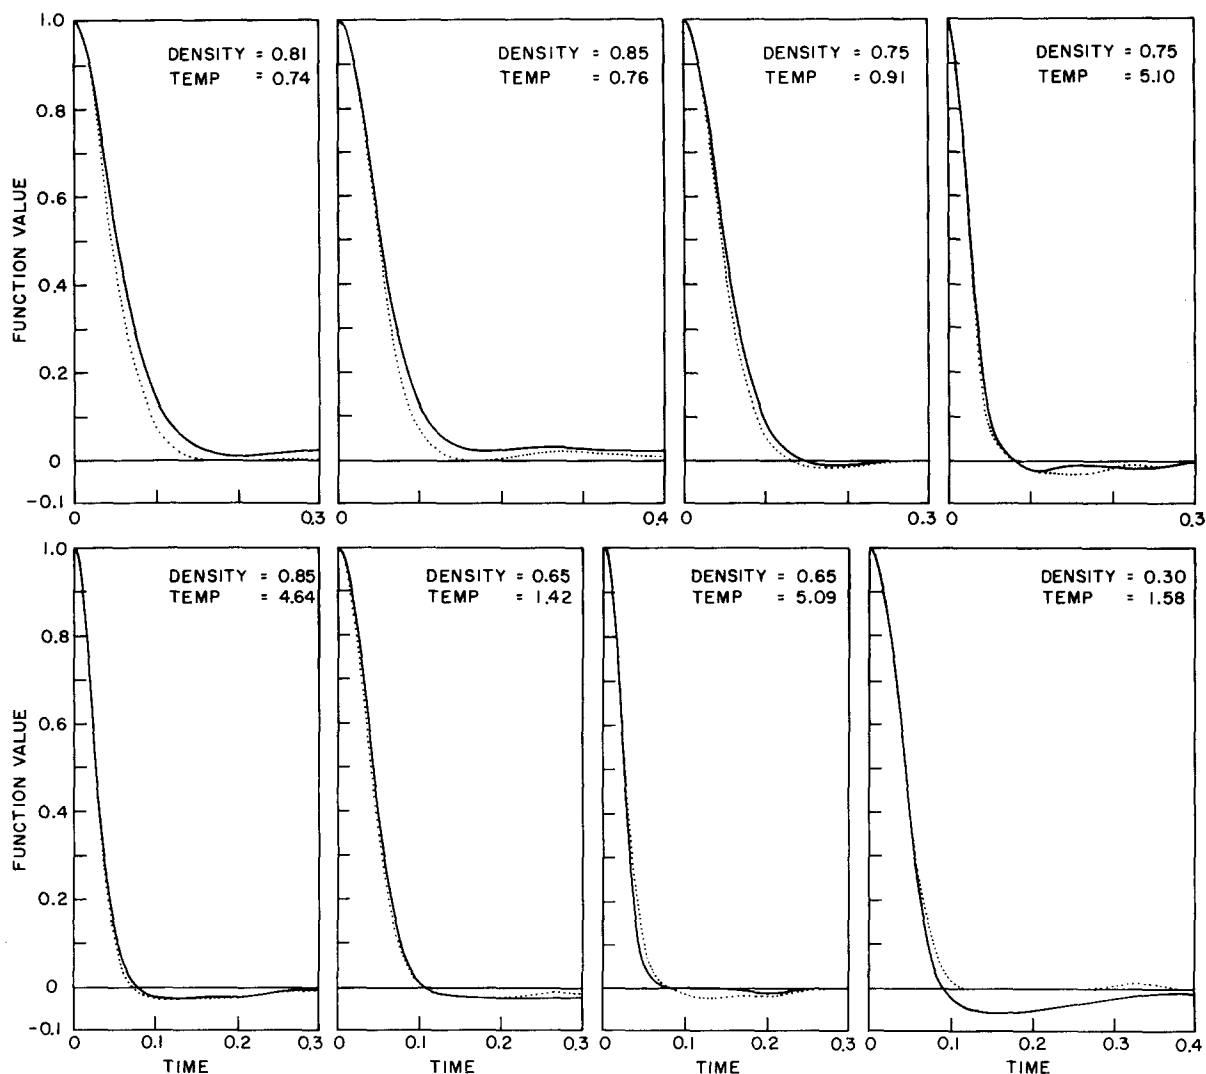 1.0
0.8
0.6
0.4
0.2
0
-0.1
FUNCTION VALUE
DENSITY = 0.81
TEMP = 0.74
0
0.3
DENSITY = 0.85
TEMP = 0.76
0
0.4
DENSITY = 0.75
TEMP = 0.91
0
0.3
DENSITY = 0.75
TEMP = 5.10
0
0.3
1.0
0.8
0.6
0.4
0.2
0
-0.1
FUNCTION VALUE
DENSITY = 0.85
TEMP = 4.64
0 0.1 0.2 0.3
TIME
DENSITY = 0.65
TEMP = 1.42
0 0.1 0.2 0.3
TIME
DENSITY = 0.65
TEMP = 5.09
0 0.1 0.2 0.3
TIME
DENSITY = 0.30
TEMP = 1.58
0 0.1 0.2 0.3 0.4
TIME